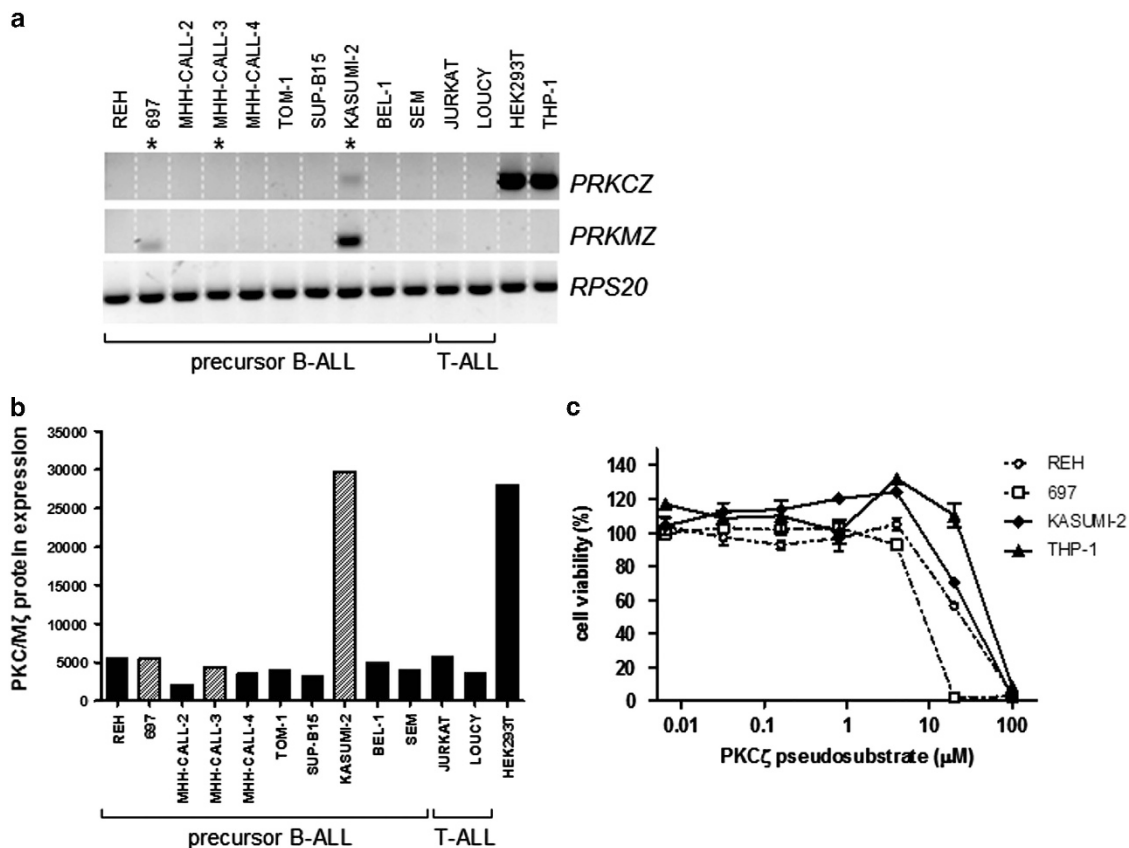 a
REH
697
MHH-CALL-2
MHH-CALL-3
MHH-CALL-4
TOM-1
SUP-B15
KASUMI-2
BEL-1
SEM
JURKAT
LOUCY
HEK293T
THP-1
* * *
PRKCZ
PRKMZ
RPS20
precursor B-ALL T-ALL
b
PKC/Mζ protein expression
35000
30000
25000
20000
15000
10000
5000
0
REH
697
MHH-CALL-2
MHH-CALL-3
MHH-CALL-4
TOM-1
SUP-B15
KASUMI-2
BEL-1
SEM
JURKAT
LOUCY
HEK293T
precursor B-ALL T-ALL
c
cell viability (%)
140
120
100
80
60
40
20
0
0.01 0.1 1 10 100
PKCζ pseudosubstrate (μM)
REH
697
KASUMI-2
THP-1